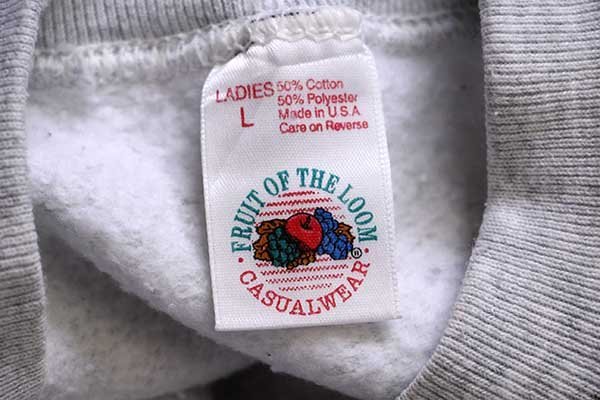 LADIES 50% Cotton
50% Polyester
L Made in U.S.A
Care on Reverse
FRUIT OF THE LOOM
®
CASUALWEAR